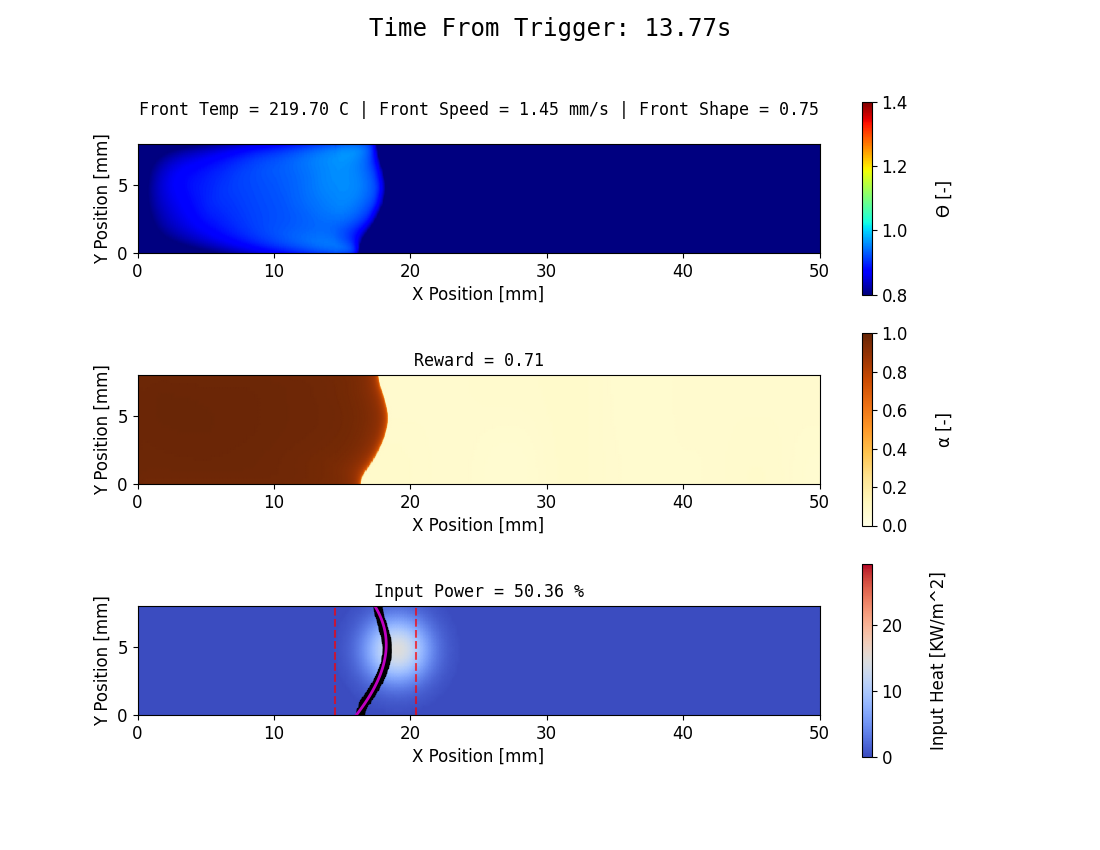 Time From Trigger: 13.77s
Front Temp = 219.70 C | Front Speed = 1.45 mm/s | Front Shape = 0.75
Y Position [mm]
5
0
0 10 20 30 40 50
X Position [mm]
1.4
1.2
1.0
0.8
Θ [-]
Reward = 0.71
Y Position [mm]
5
0
0 10 20 30 40 50
X Position [mm]
1.0
0.8
0.6
0.4
0.2
0.0
α [-]
Input Power = 50.36 %
Y Position [mm]
5
0
0 10 20 30 40 50
X Position [mm]
20
10
0
Input Heat [KW/m^2]